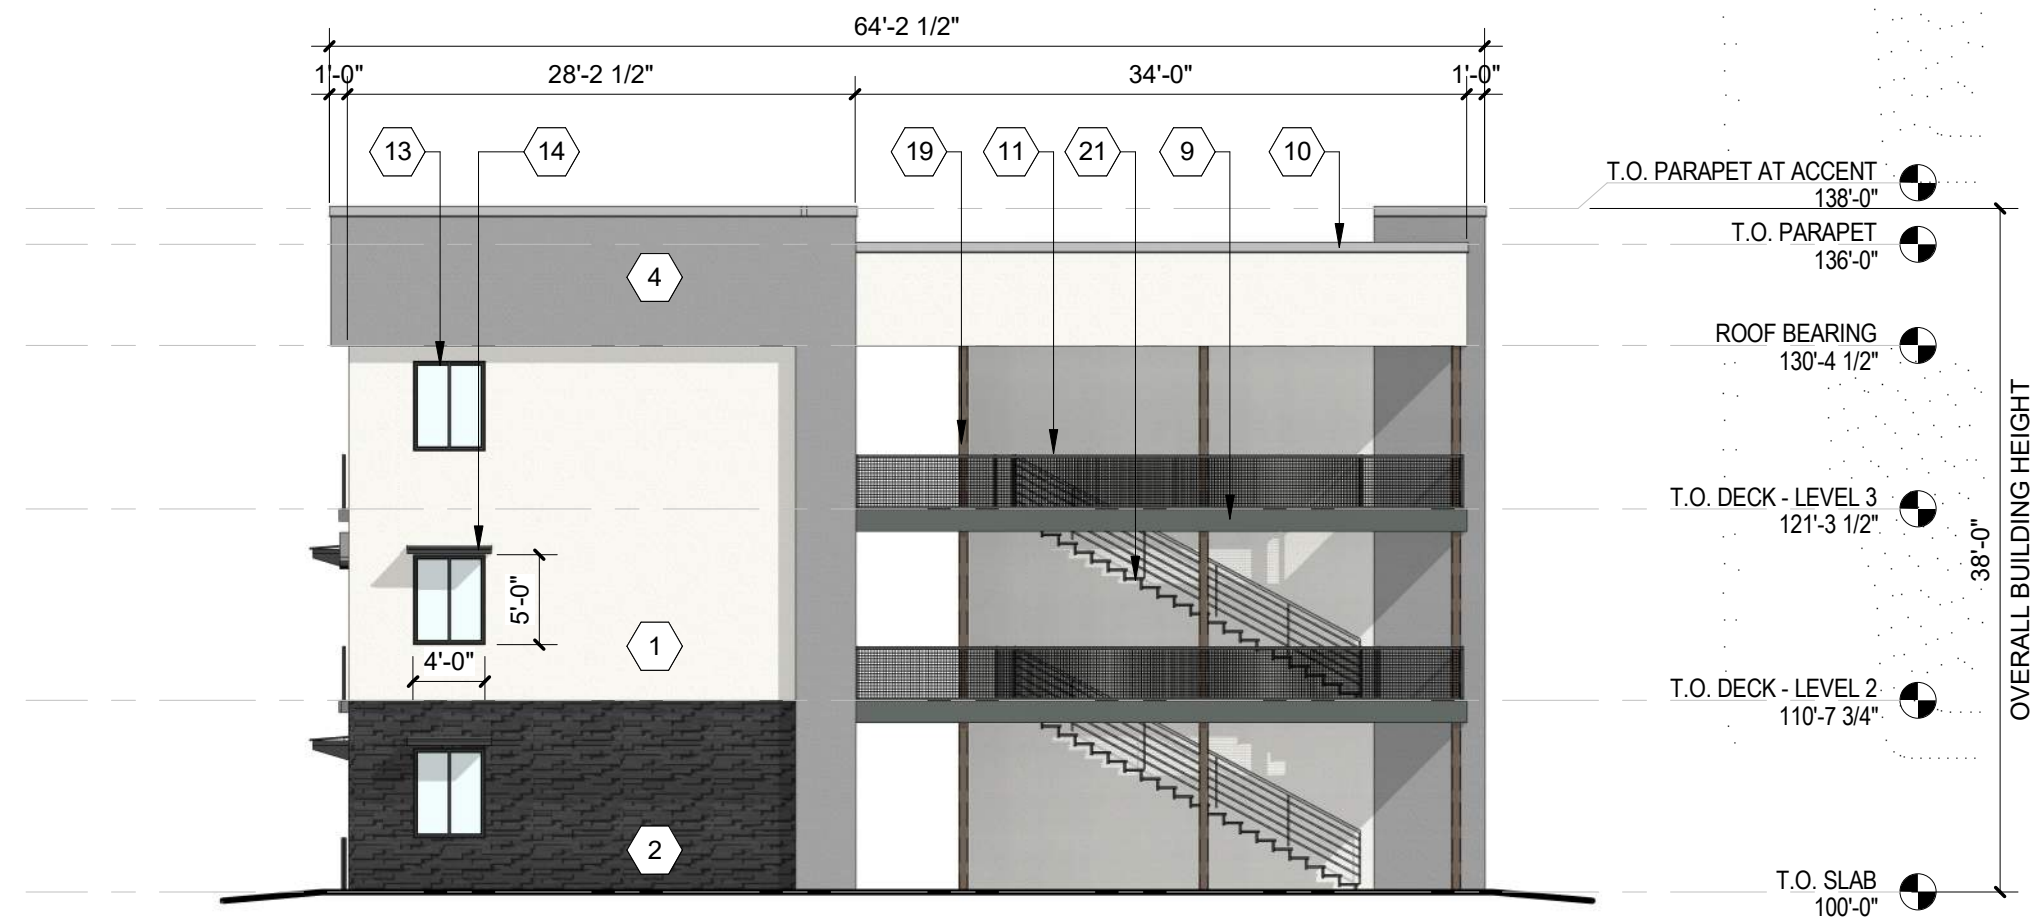 64'-2 1/2"
1'-0" 28'-2 1/2" 34'-0" 1'-0"
13 14 19 11 21 9 10
T.O. PARAPET AT ACCENT
138'-0"
T.O. PARAPET
136'-0"
4
ROOF BEARING
130'-4 1/2"
T.O. DECK - LEVEL 3
121'-3 1/2"
38'-0"
OVERALL BUILDING HEIGHT
5'-0"
1
4'-0"
T.O. DECK - LEVEL 2
110'-7 3/4"
2
T.O. SLAB
100'-0"